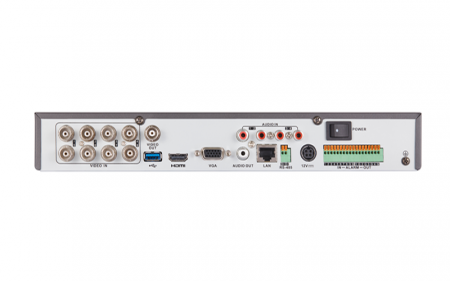 AUDIO IN
POWER
VIDEO
OUT
VIDEO IN
HDMI
VGA
AUDIO OUT
LAN
RS-485
12V
IN - ALARM - OUT